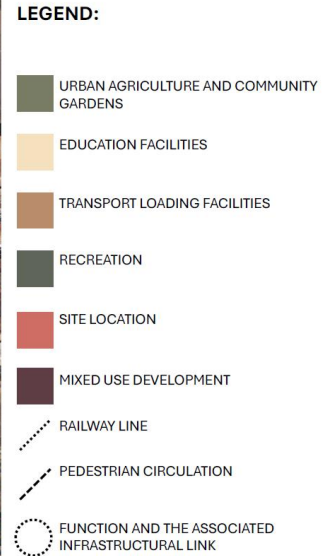 LEGEND:
URBAN AGRICULTURE AND COMMUNITY
GARDENS
EDUCATION FACILITIES
TRANSPORT LOADING FACILITIES
RECREATION
SITE LOCATION
MIXED USE DEVELOPMENT
RAILWAY LINE
PEDESTRIAN CIRCULATION
FUNCTION AND THE ASSOCIATED
INFRASTRUCTURAL LINK